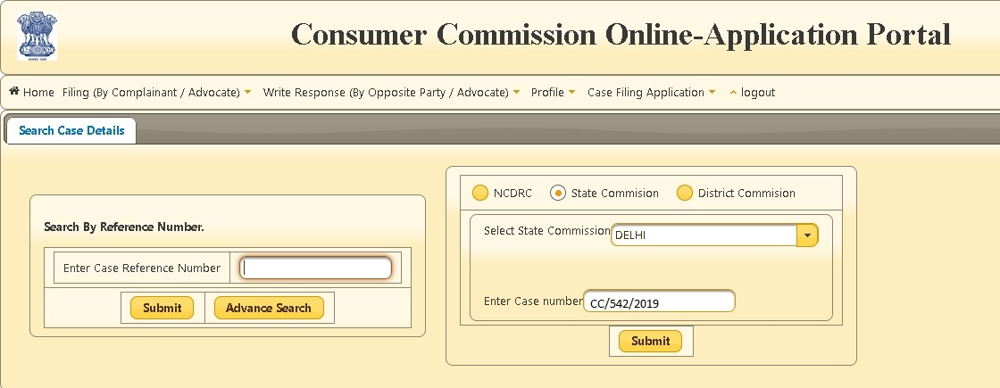 Consumer Commission Online-Application Portal
Home Filing (By Complainant / Advocate) Write Response (By Opposite Party / Advocate) Profile Case Filing Application logout
Search Case Details
Search By Reference Number.
Enter Case Reference Number
Submit Advance Search
NCDRC State Commision District Commision
Select State Commission DELHI
Enter Case number CC/542/2019
Submit